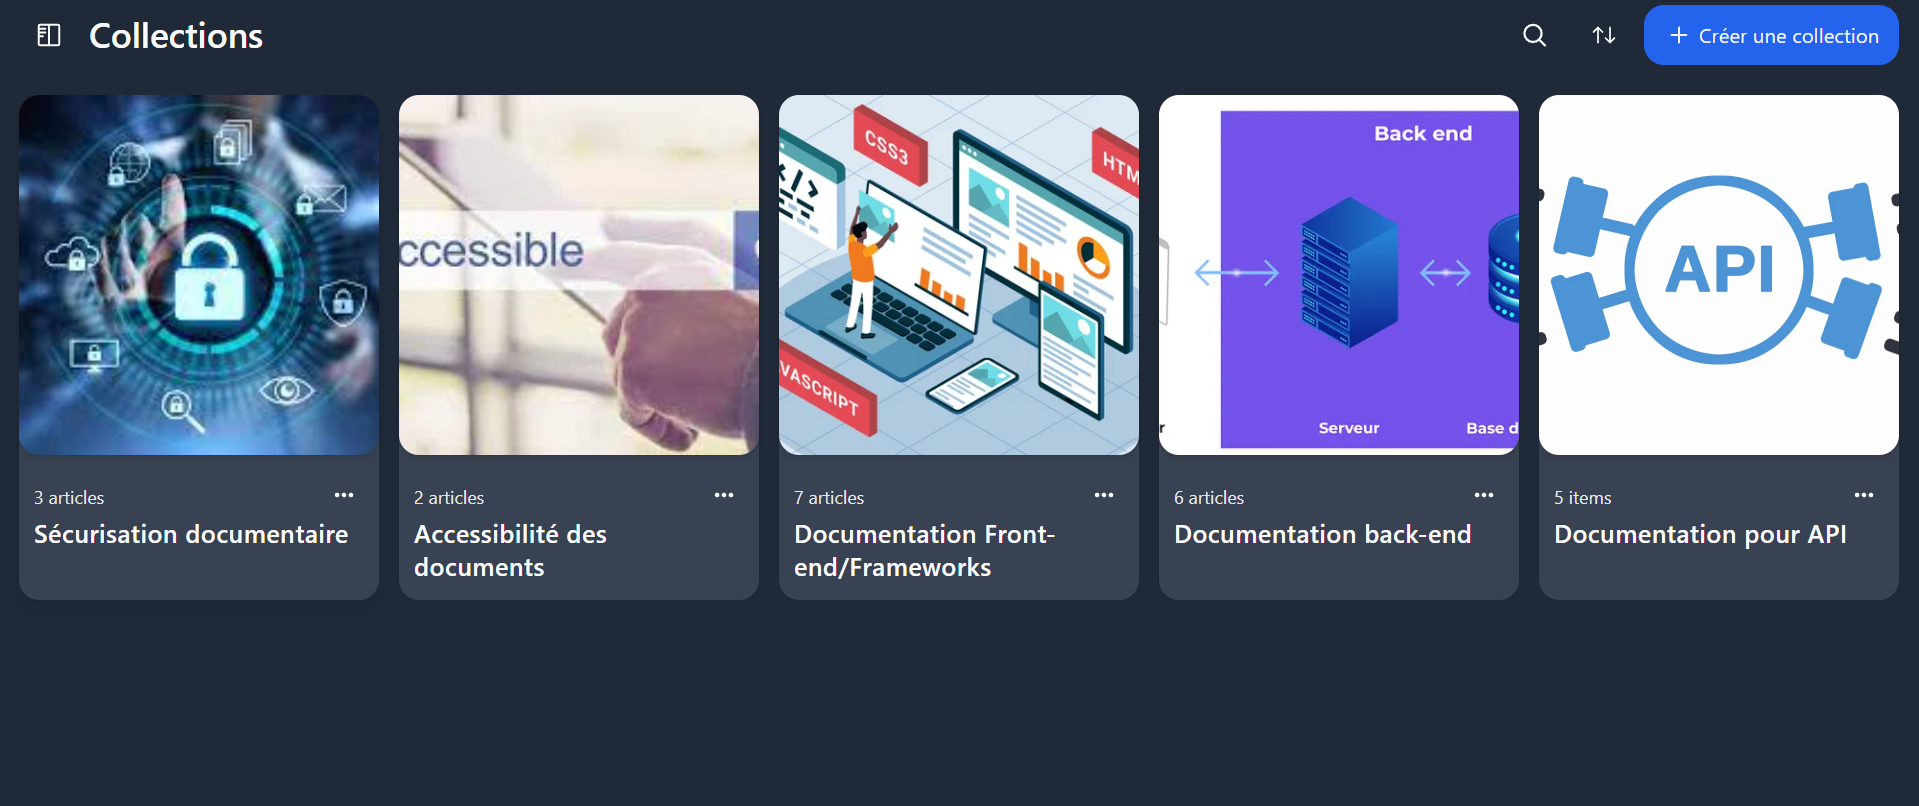 Collections
Créer une collection
ccessible
CSS3
HTM
VASCRIPT
Back end
Serveur
Base d
API
3 articles
Sécurisation documentaire
2 articles
Accessibilité des
documents
7 articles
Documentation Front-
end/Frameworks
6 articles
Documentation back-end
5 items
Documentation pour API